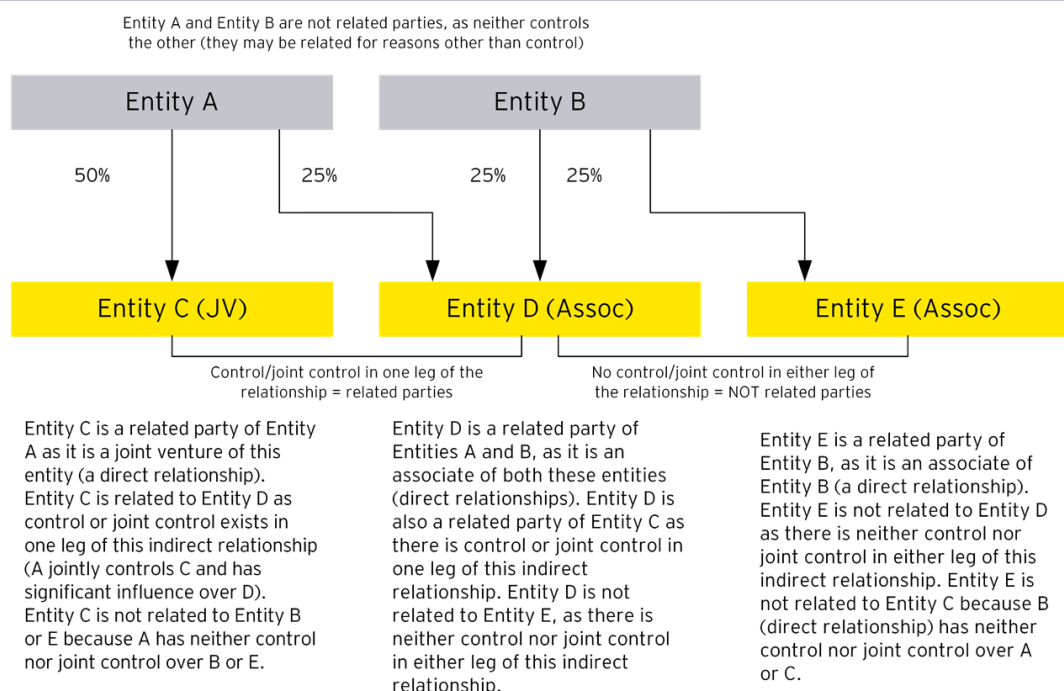 Entity A and Entity B are not related parties, as neither controls
the other (they may be related for reasons other than control)
Entity A
Entity B
50%
25%
25%
25%
Entity C (JV)
Entity D (Assoc)
Entity E (Assoc)
Control/joint control in one leg of the
relationship = related parties
No control/joint control in either leg of
the relationship = NOT related parties
Entity C is a related party of Entity
A as it is a joint venture of this
entity (a direct relationship).
Entity C is related to Entity D as
control or joint control exists in
one leg of this indirect relationship
(A jointly controls C and has
significant influence over D).
Entity C is not related to Entity B
or E because A has neither control
nor joint control over B or E.
Entity D is a related party of
Entities A and B, as it is an
associate of both these entities
(direct relationships). Entity D is
also a related party of Entity C as
there is control or joint control in
one leg of this indirect
relationship. Entity D is not
related to Entity E, as there is
neither control nor joint control
in either leg of this indirect
relationship.
Entity E is a related party of
Entity B, as it is an associate of
Entity B (a direct relationship).
Entity E is not related to Entity D
as there is neither control nor
joint control in either leg of this
indirect relationship. Entity E is
not related to Entity C because B
(direct relationship) has neither
control nor joint control over A
or C.